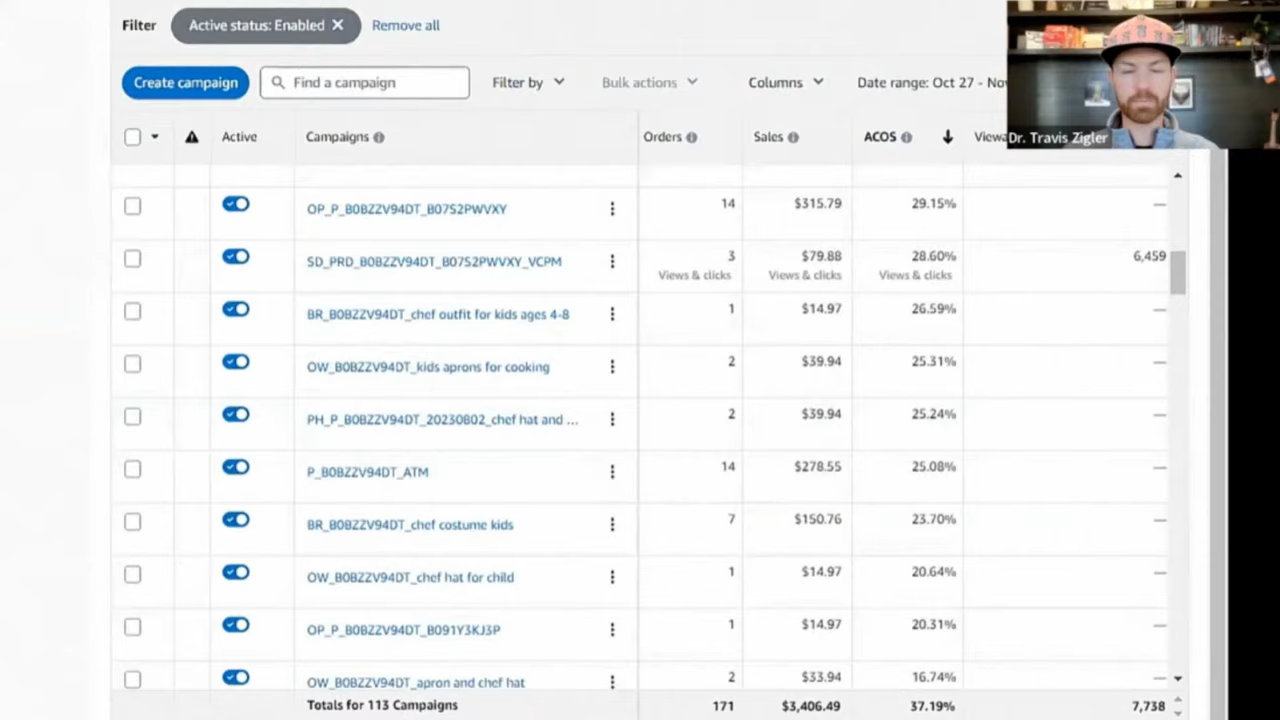 Filter Active status: Enabled Remove all
Create campaign Find a campaign Filter by Bulk actions Columns Date range: Oct 27 - Nov
Dr. Travis Zigler
Active Campaigns Orders Sales ACOS Viewa
OP_P_B0BZZV94DT_B07S2PWVXY 14 $315.79 29.15% —
SD_PRD_B0BZZV94DT_B07S2PWVXY_VCPM 3 $79.88 28.60% 6,459
Views & clicks Views & clicks Views & clicks
BR_B0BZZV94DT_chef outfit for kids ages 4-8 1 $14.97 26.59% —
OW_B0BZZV94DT_kids aprons for cooking 2 $39.94 25.31% —
PH_P_B0BZZV94DT_20230802_chef hat and ... 2 $39.94 25.24% —
P_B0BZZV94DT_ATM 14 $278.55 25.08% —
BR_B0BZZV94DT_chef costume kids 7 $150.76 23.70% —
OW_B0BZZV94DT_chef hat for child 1 $14.97 20.64% —
OP_P_B0BZZV94DT_B091Y3KJ3P 1 $14.97 20.31% —
OW_B0BZZV94DT_apron and chef hat 2 $33.94 16.74% —
Totals for 113 Campaigns 171 $3,406.49 37.19% 7,738